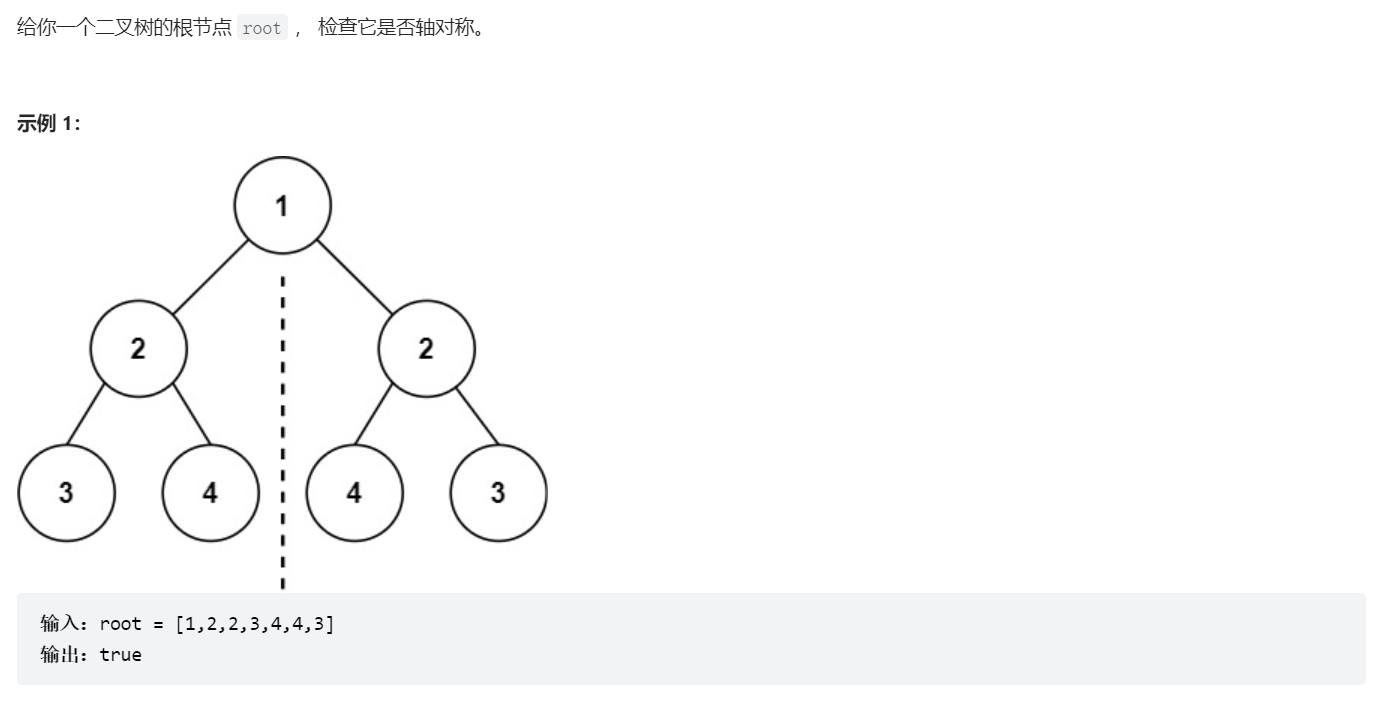 给你一个二叉树的根节点 root ， 检查它是否轴对称。
示例 1：
1
2 2
3 4 4 3
输入：root = [1,2,2,3,4,4,3]
输出：true